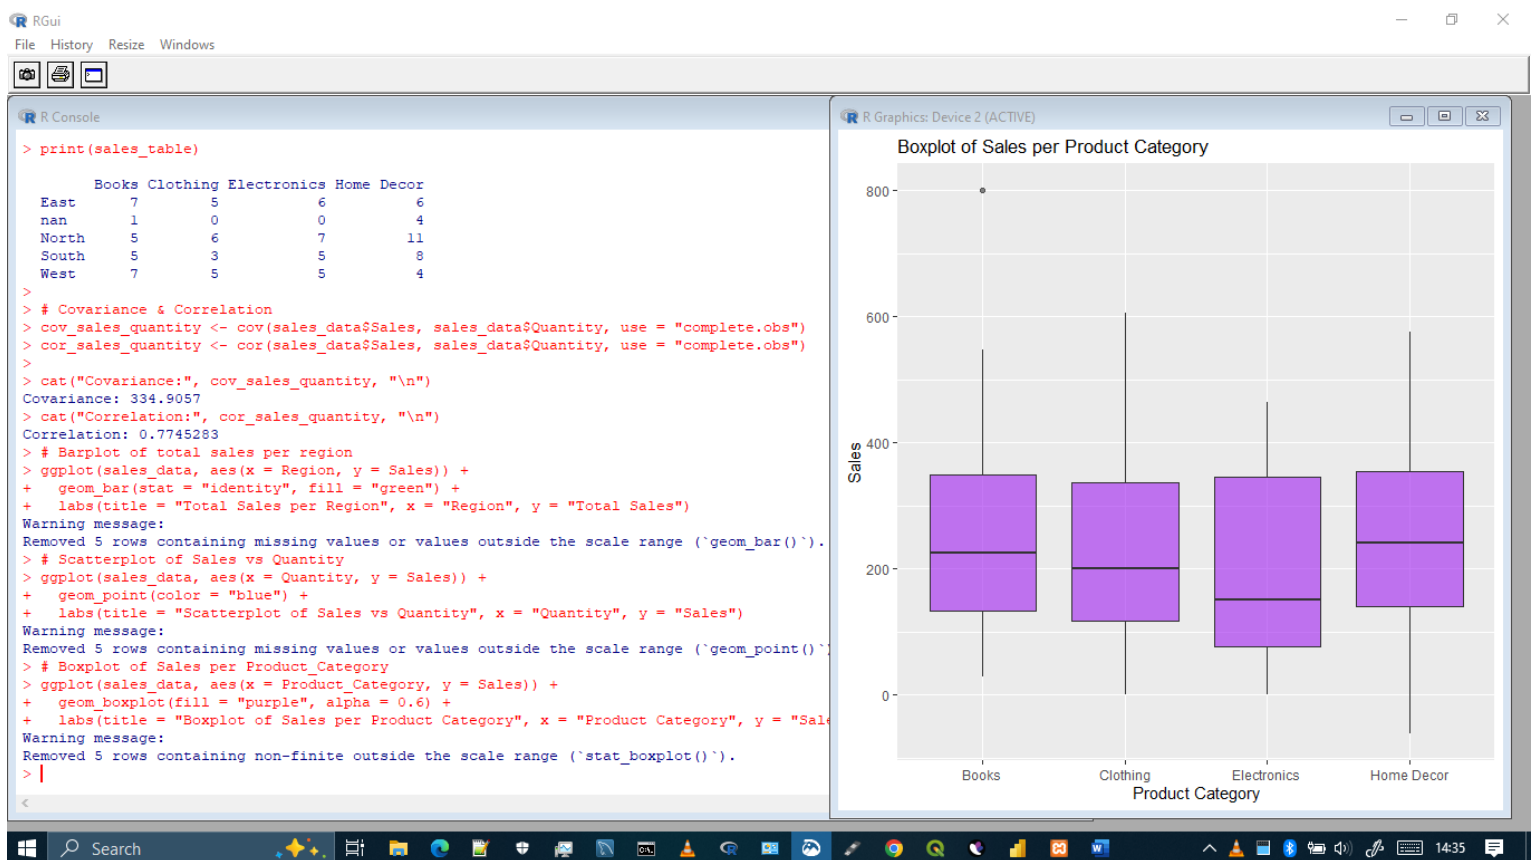 RGui
File History Resize Windows
R Console
> print(sales_table)
Books Clothing Electronics Home Decor
East 7 5 6 6
nan 1 0 0 4
North 5 6 7 11
South 5 3 5 8
West 7 5 5 4
>
> # Covariance & Correlation
> cov_sales_quantity <- cov(sales_data$Sales, sales_data$Quantity, use = "complete.obs")
> cor_sales_quantity <- cor(sales_data$Sales, sales_data$Quantity, use = "complete.obs")
>
> cat("Covariance:", cov_sales_quantity, "\n")
Covariance: 334.9057
> cat("Correlation:", cor_sales_quantity, "\n")
Correlation: 0.7745283
> # Barplot of total sales per region
> ggplot(sales_data, aes(x = Region, y = Sales)) +
+ geom_bar(stat = "identity", fill = "green") +
+ labs(title = "Total Sales per Region", x = "Region", y = "Total Sales")
Warning message:
Removed 5 rows containing missing values or values outside the scale range (`geom_bar()`).
> # Scatterplot of Sales vs Quantity
> ggplot(sales_data, aes(x = Quantity, y = Sales)) +
+ geom_point(color = "blue") +
+ labs(title = "Scatterplot of Sales vs Quantity", x = "Quantity", y = "Sales")
Warning message:
Removed 5 rows containing missing values or values outside the scale range (`geom_point()`)
> # Boxplot of Sales per Product_Category
> ggplot(sales_data, aes(x = Product_Category, y = Sales)) +
+ geom_boxplot(fill = "purple", alpha = 0.6) +
+ labs(title = "Boxplot of Sales per Product Category", x = "Product Category", y = "Sale
Warning message:
Removed 5 rows containing non-finite outside the scale range (`stat_boxplot()`).
>
R Graphics: Device 2 (ACTIVE)
Boxplot of Sales per Product Category
800
600
400
200
0
Sales
Books Clothing Electronics Home Decor
Product Category
Search
14:35